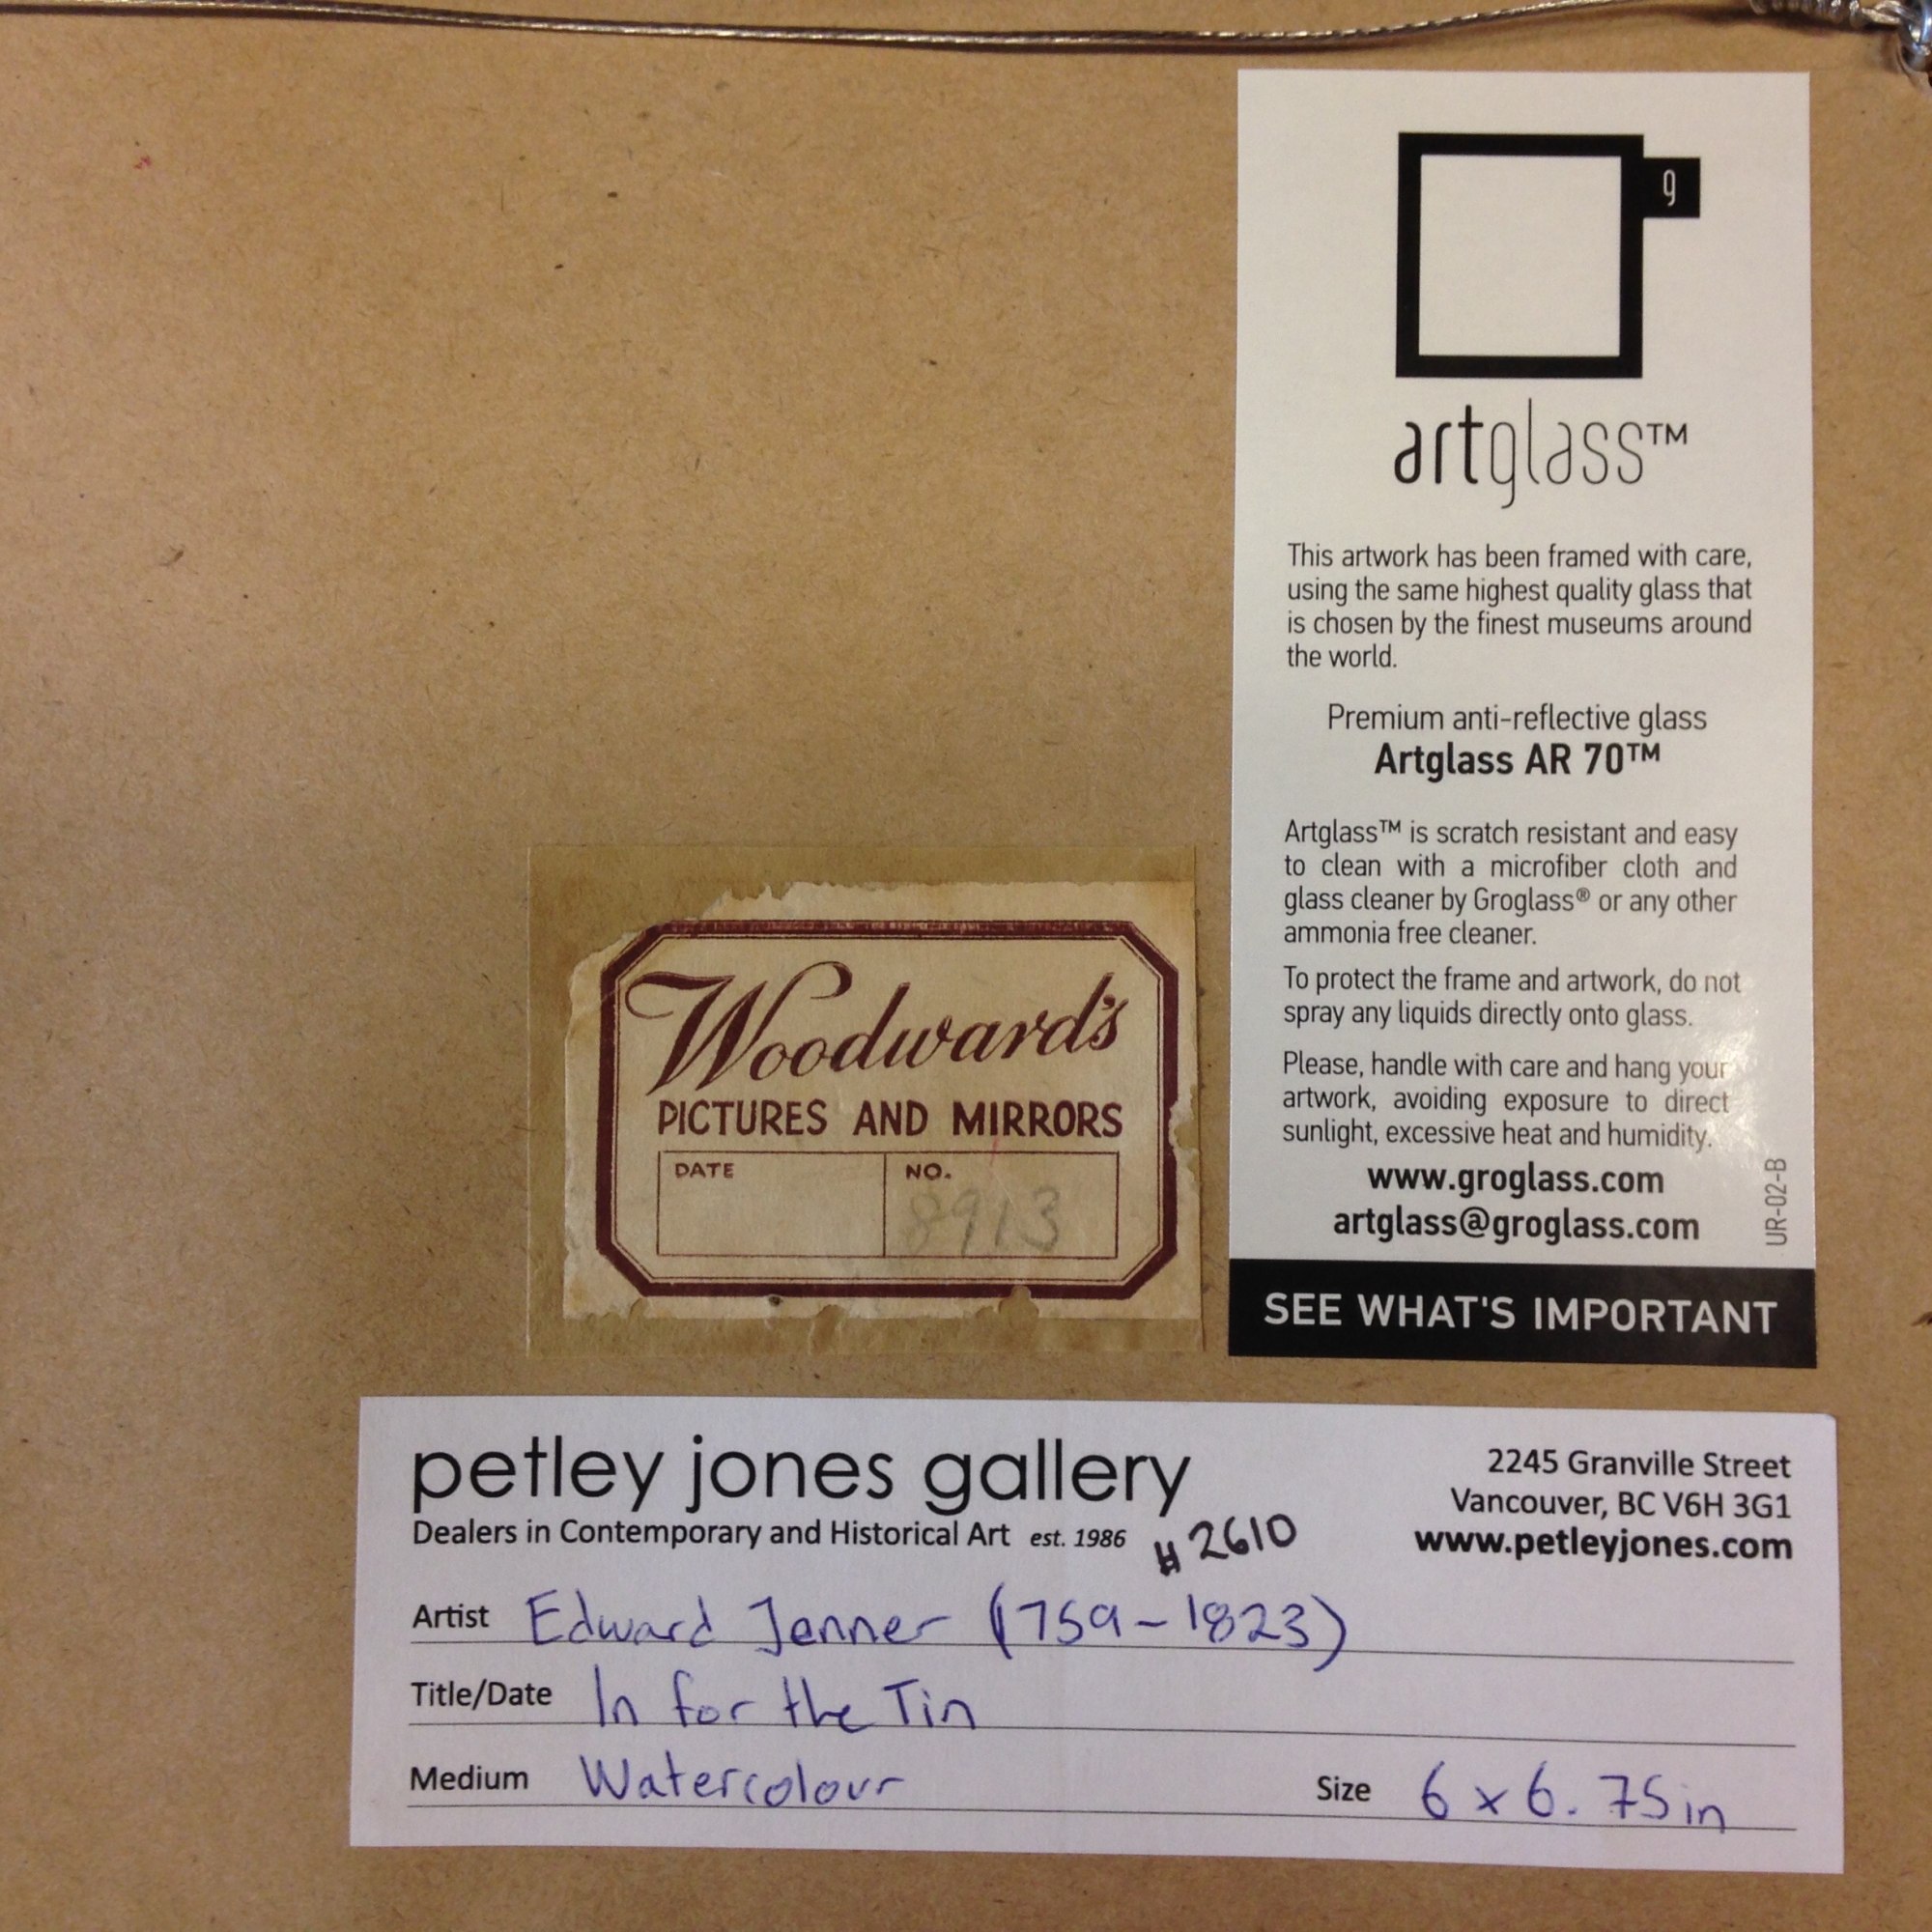 g
artglass™
This artwork has been framed with care,
using the same highest quality glass that
is chosen by the finest museums around
the world.
Premium anti-reflective glass
Artglass AR 70™
Artglass™ is scratch resistant and easy
to clean with a microfiber cloth and
glass cleaner by Groglass® or any other
ammonia free cleaner.
To protect the frame and artwork, do not
spray any liquids directly onto glass.
Please, handle with care and hang your
artwork, avoiding exposure to direct
sunlight, excessive heat and humidity.
www.groglass.com
artglass@groglass.com
UR-02-B
SEE WHAT'S IMPORTANT
Woodward's
PICTURES AND MIRRORS
DATE NO.
8913
petley jones gallery
Dealers in Contemporary and Historical Art est. 1986
#2610
2245 Granville Street
Vancouver, BC V6H 3G1
www.petleyjones.com
Artist Edward Jenner (1759-1823)
Title/Date In for the Tin
Medium Watercolour Size 6 x 6.75in